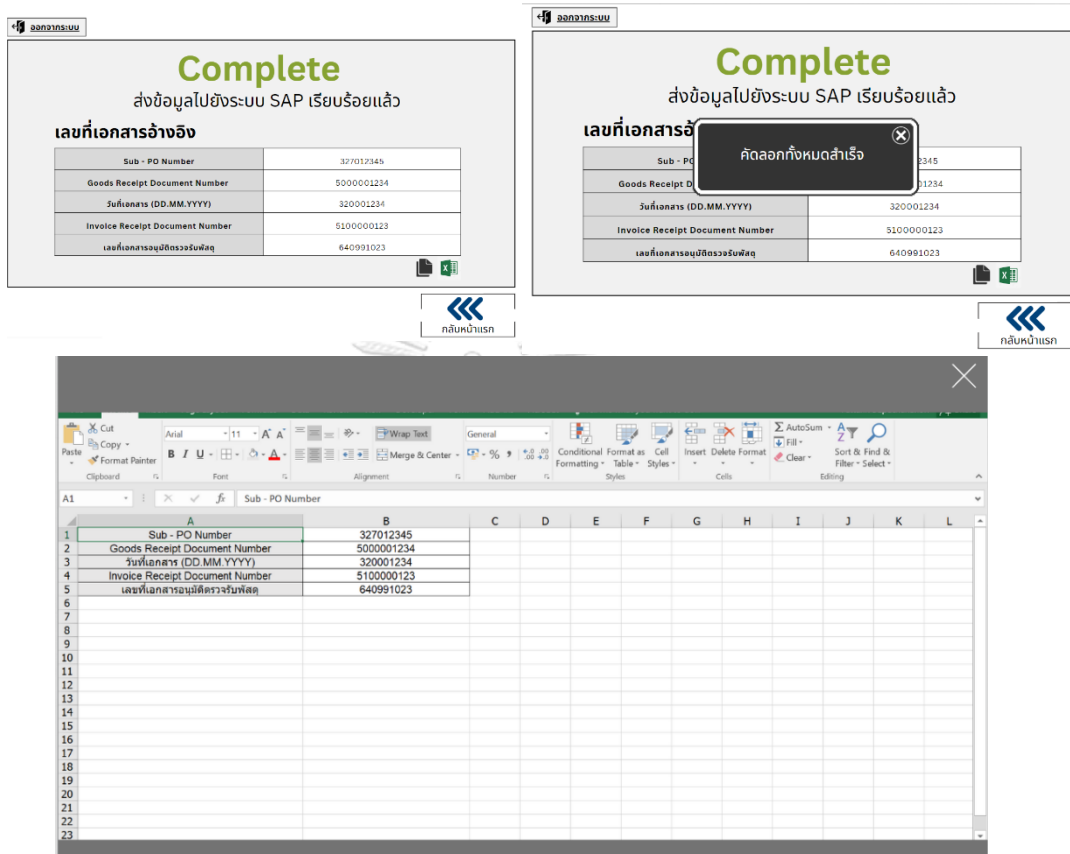 ออกจากระบบ
Complete
ส่งข้อมูลไปยังระบบ SAP เรียบร้อยแล้ว
เลขที่เอกสารอ้างอิง
Sub - PO Number 327012345
Goods Receipt Document Number 5000001234
วันที่เอกสาร (DD.MM.YYYY) 320001234
Invoice Receipt Document Number 5100000123
เลขที่เอกสารอนุมัติตรวจรับพัสดุ 640991023
กลับหน้าแรก
ออกจากระบบ
Complete
ส่งข้อมูลไปยังระบบ SAP เรียบร้อยแล้ว
เลขที่เอกสารอ้
คัดลอกทั้งหมดสำเร็จ
Sub - PO 2345
Goods Receipt D 01234
วันที่เอกสาร (DD.MM.YYYY) 320001234
Invoice Receipt Document Number 5100000123
เลขที่เอกสารอนุมัติตรวจรับพัสดุ 640991023
กลับหน้าแรก
Paste Cut Copy Format Painter
Clipboard
Arial 11
B I U
Font
Wrap Text
Merge & Center
Alignment
General
% , .0 .00
Number
Conditional Formatting Format as Table Cell Styles
Styles
Insert Delete Format
Cells
AutoSum Fill Clear Sort & Filter Find & Select
Editing
A1 fx Sub - PO Number
A B C D E F G H I J K L
1 Sub - PO Number 327012345
2 Goods Receipt Document Number 5000001234
3 วันที่เอกสาร (DD.MM.YYYY) 320001234
4 Invoice Receipt Document Number 5100000123
5 เลขที่เอกสารอนุมัติตรวจรับพัสดุ 640991023
6
7
8
9
10
11
12
13
14
15
16
17
18
19
20
21
22
23